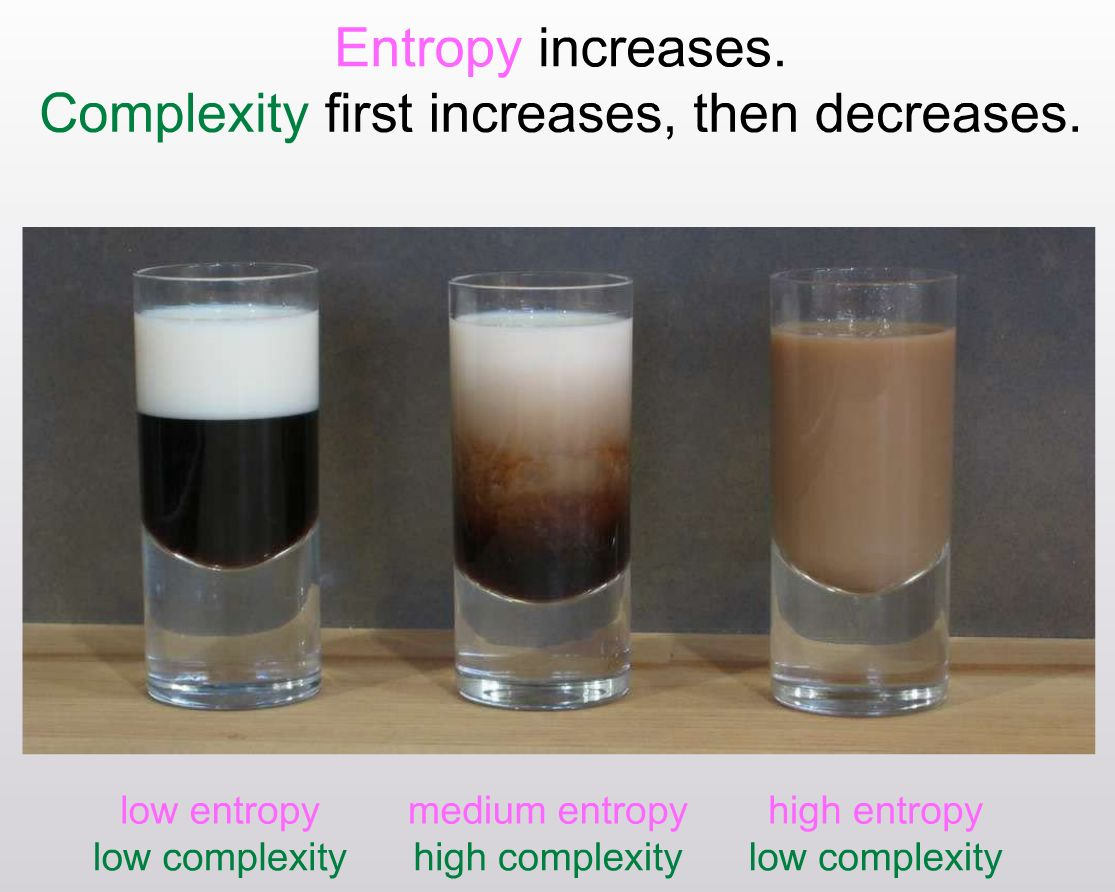 Entropy increases.
Complexity first increases, then decreases.
low entropy medium entropy high entropy
low complexity high complexity low complexity